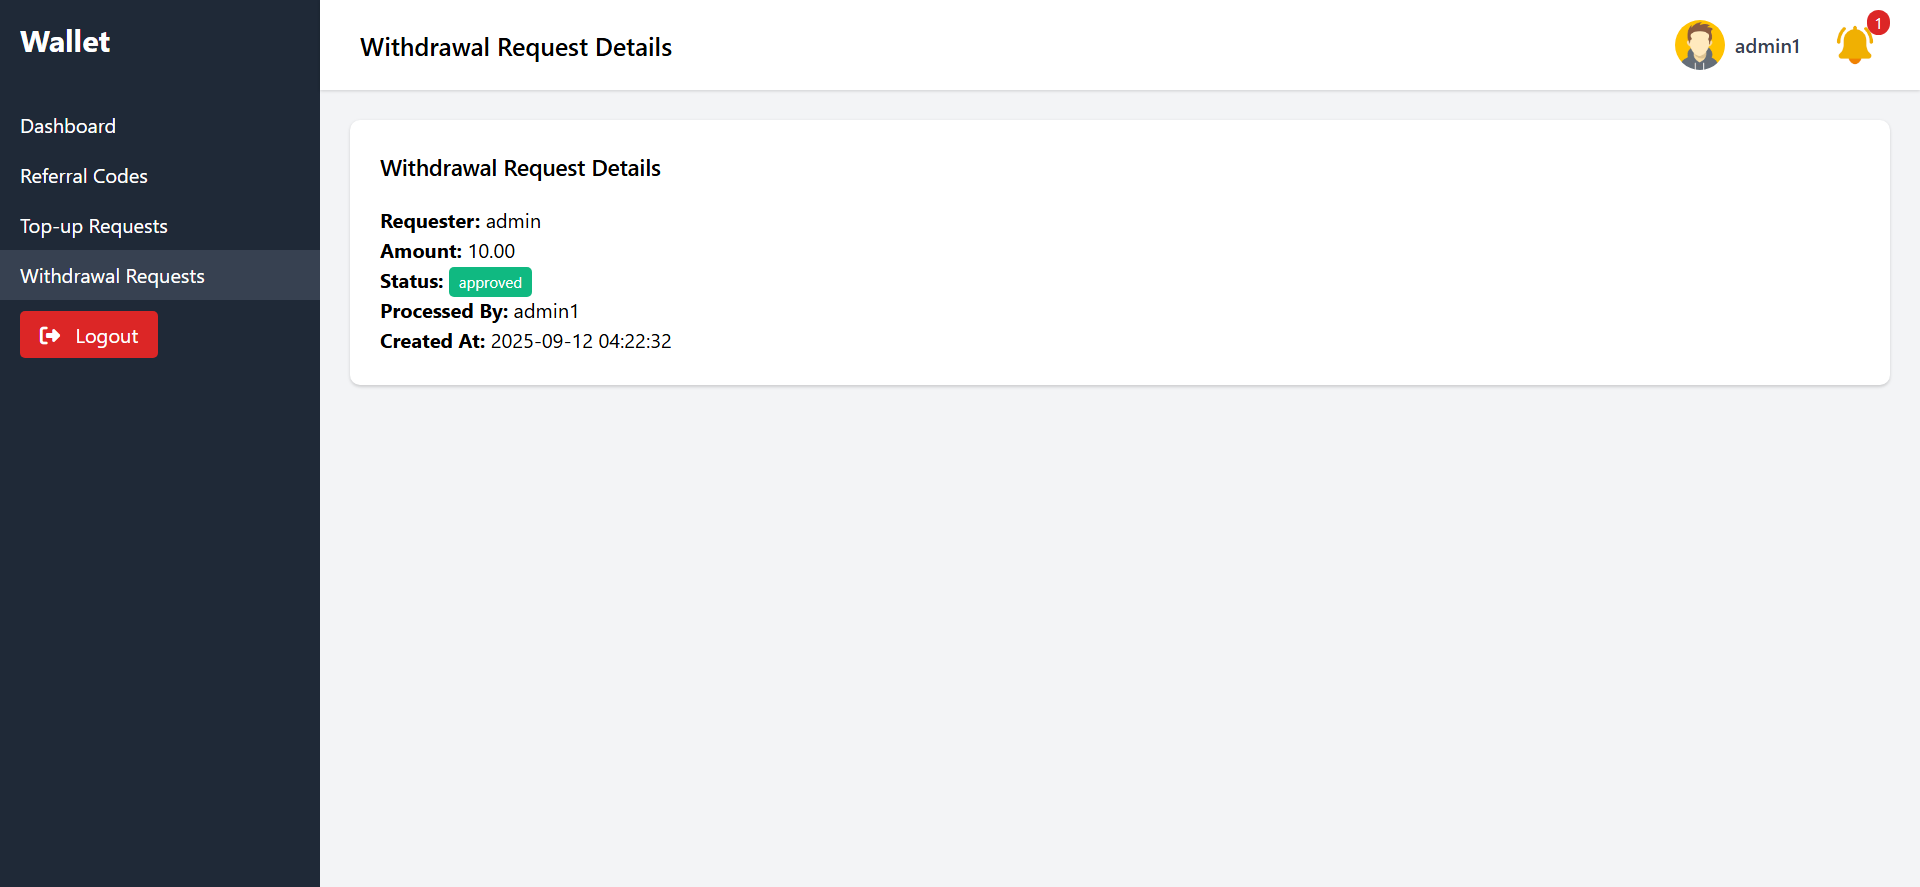 Wallet
Dashboard
Referral Codes
Top-up Requests
Withdrawal Requests
Logout
Withdrawal Request Details
admin1
1
Withdrawal Request Details
Requester: admin
Amount: 10.00
Status: approved
Processed By: admin1
Created At: 2025-09-12 04:22:32